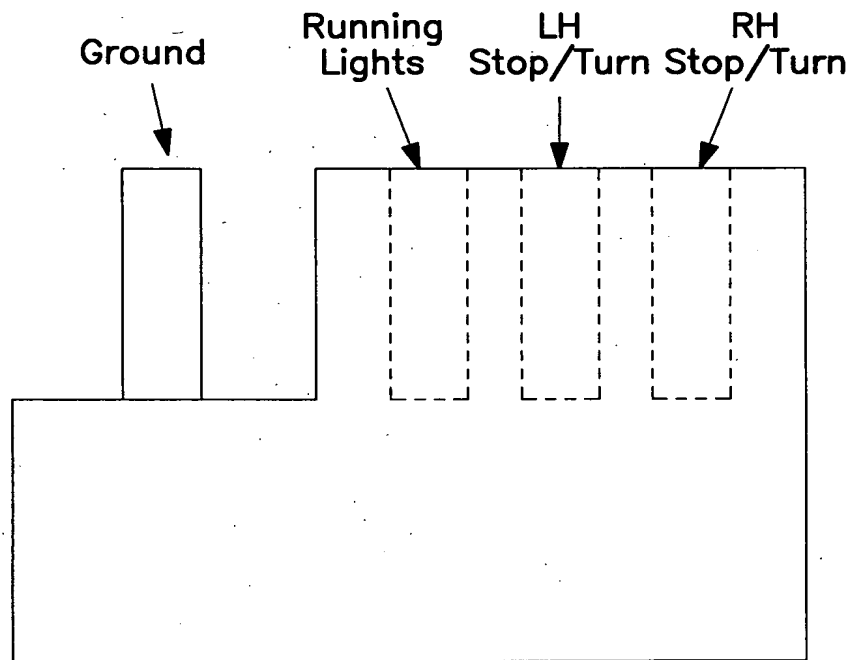 Ground
Running
Lights
LH
Stop/Turn
RH
Stop/Turn